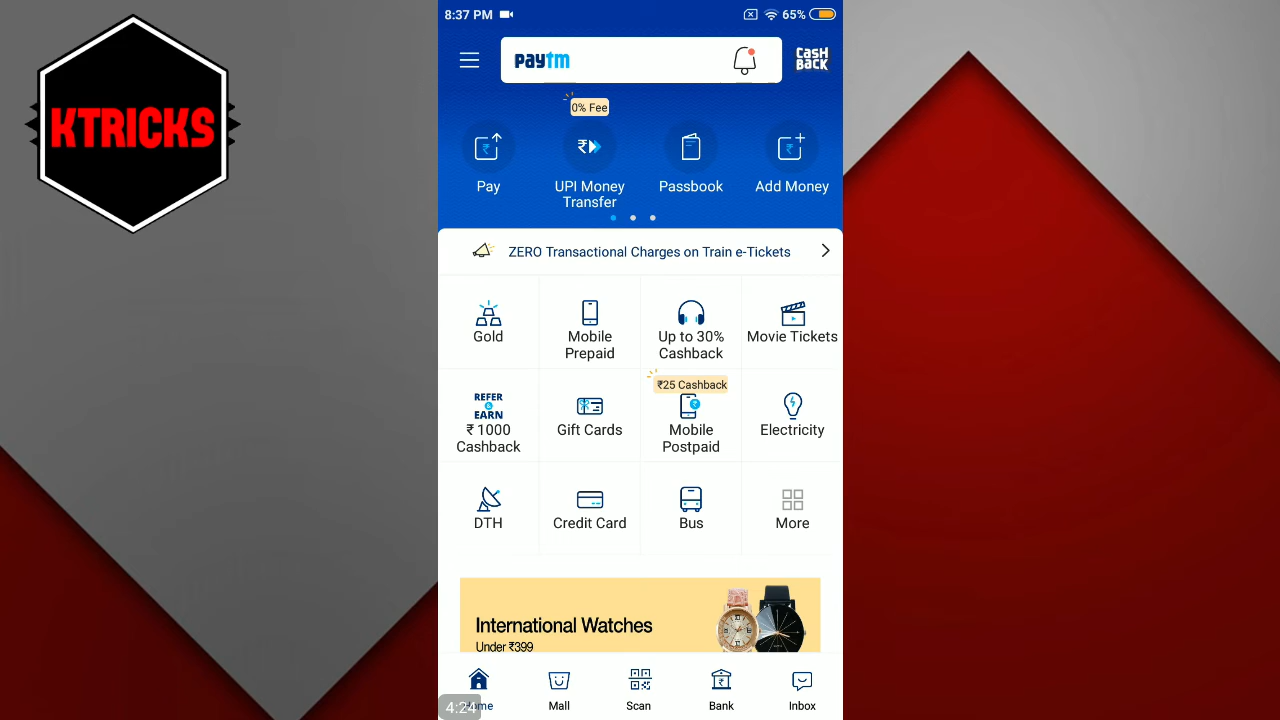 KTRICKS
8:37 PM
65%
paytm
CASH
BACK
0% Fee
Pay
UPI Money
Transfer
Passbook
Add Money
ZERO Transactional Charges on Train e-Tickets
Gold
Mobile
Prepaid
Up to 30%
Cashback
Movie Tickets
REFER
&
EARN
₹ 1000
Cashback
Gift Cards
₹25 Cashback
Mobile
Postpaid
Electricity
DTH
Credit Card
Bus
More
International Watches
Under ₹399
Home
Mall
Scan
Bank
Inbox
4:24